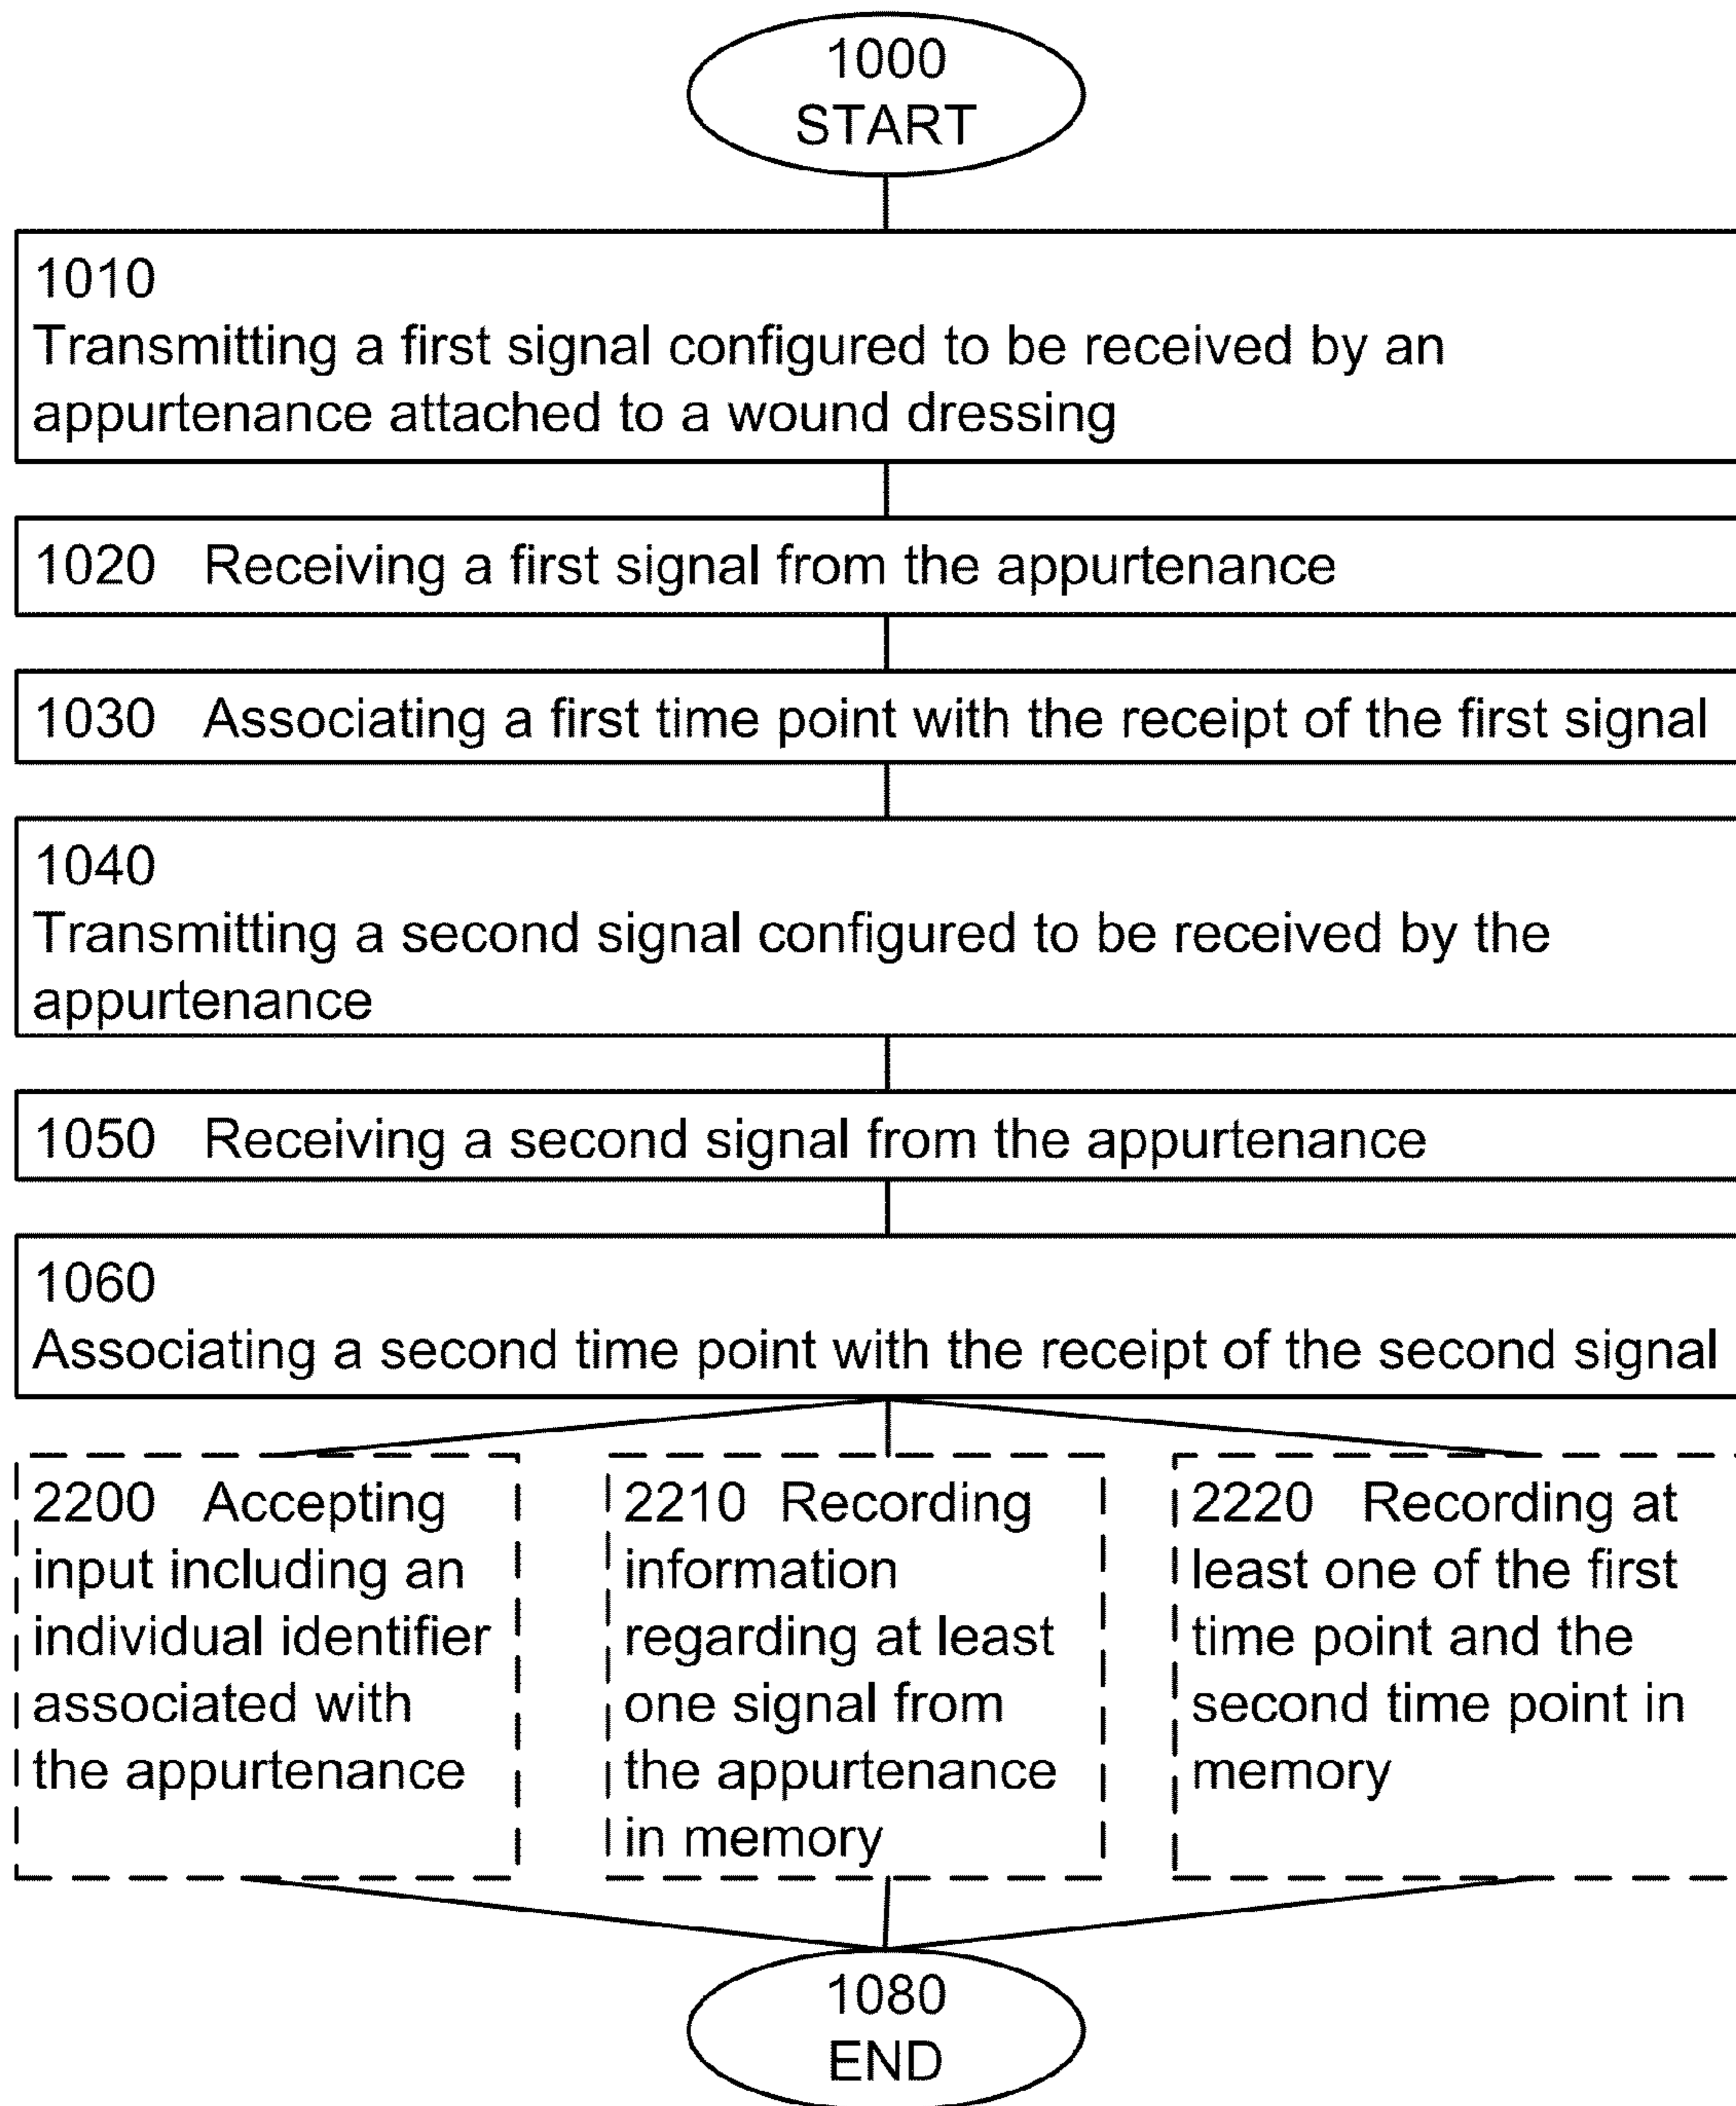 1000
START
1010
Transmitting a first signal configured to be received by an
appurtenance attached to a wound dressing
1020 Receiving a first signal from the appurtenance
1030 Associating a first time point with the receipt of the first signal
1040
Transmitting a second signal configured to be received by the
appurtenance
1050 Receiving a second signal from the appurtenance
1060
Associating a second time point with the receipt of the second signal
2200 Accepting
input including an
individual identifier
associated with
the appurtenance
2210 Recording
information
regarding at least
one signal from
the appurtenance
in memory
2220 Recording at
least one of the first
time point and the
second time point in
memory
1080
END